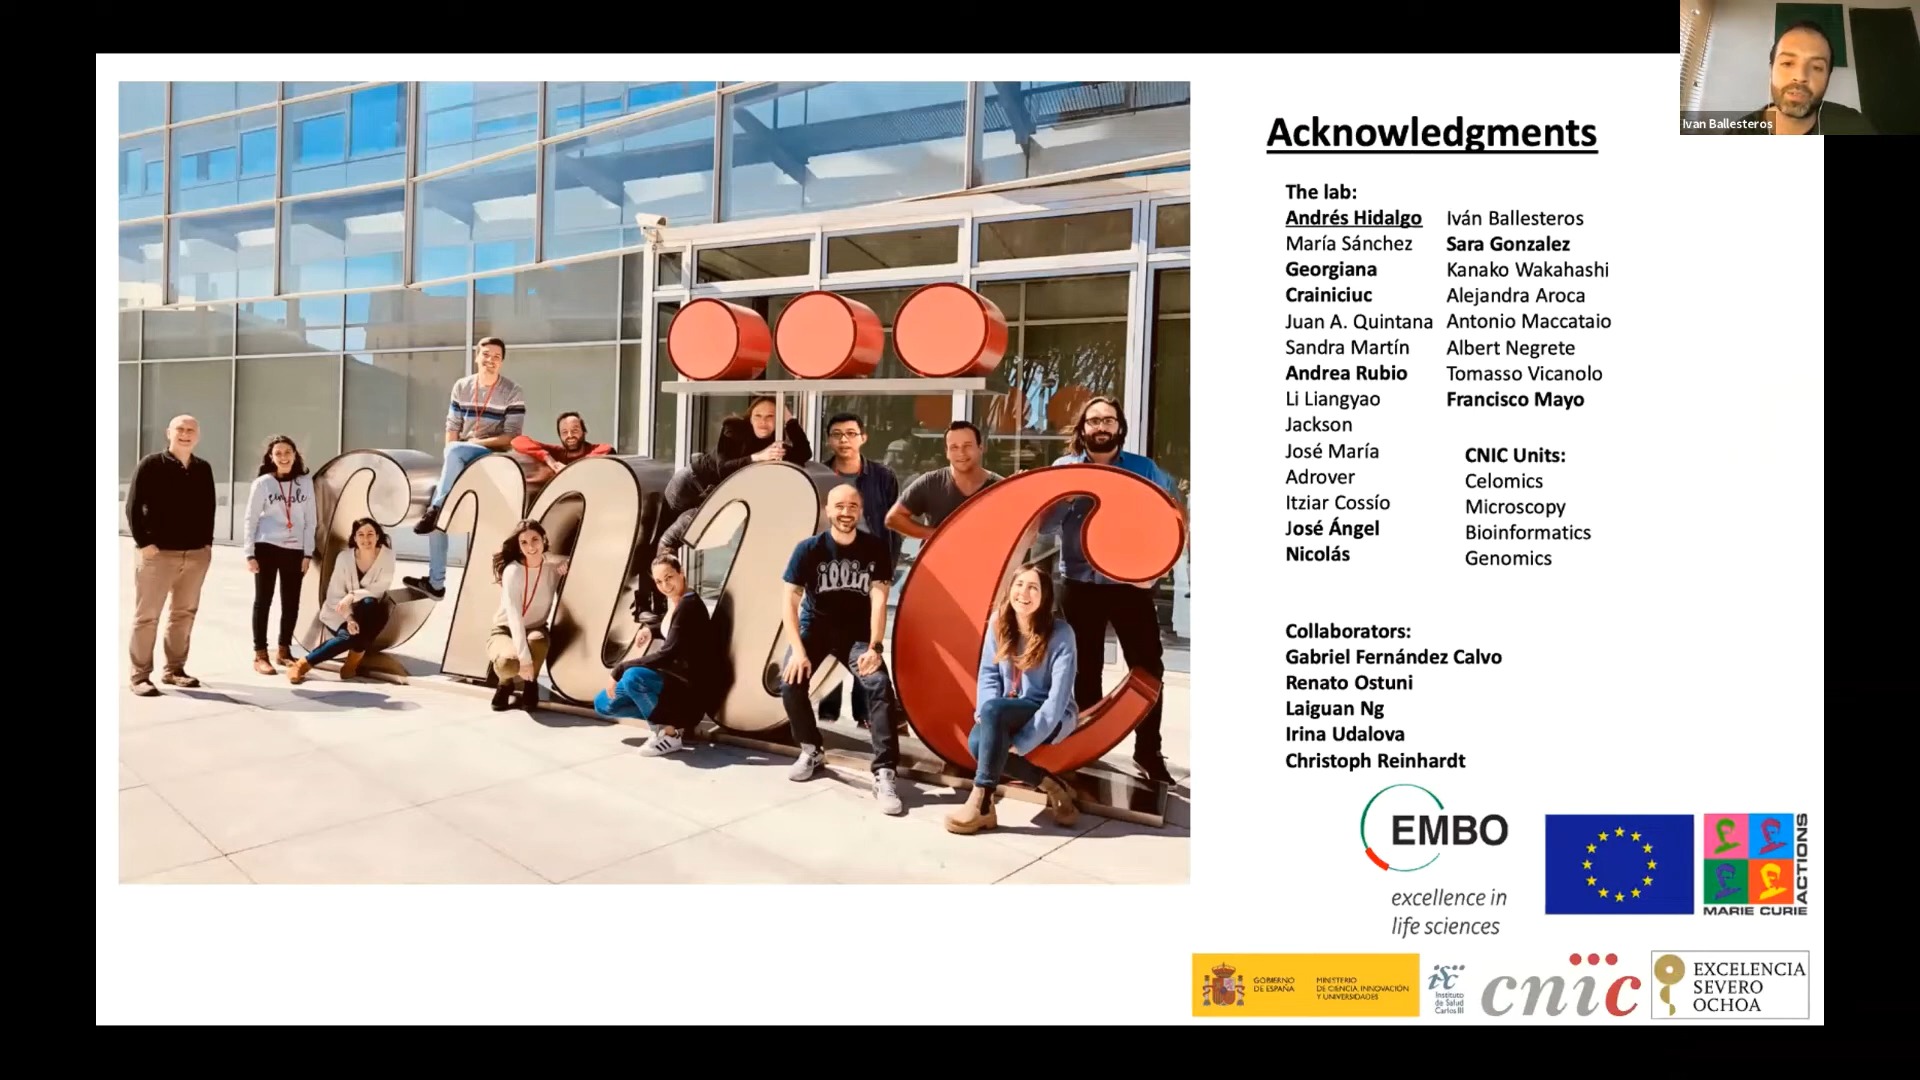 Ivan Ballesteros
Acknowledgments
The lab:
Andrés Hidalgo
María Sánchez
Georgiana
Crainiciuc
Juan A. Quintana
Sandra Martín
Andrea Rubio
Li Liangyao
Jackson
José María
Adrover
Itziar Cossío
José Ángel
Nicolás
Iván Ballesteros
Sara Gonzalez
Kanako Wakahashi
Alejandra Aroca
Antonio Maccataio
Albert Negrete
Tomasso Vicanolo
Francisco Mayo
CNIC Units:
Celomics
Microscopy
Bioinformatics
Genomics
Collaborators:
Gabriel Fernández Calvo
Renato Ostuni
Laiguan Ng
Irina Udalova
Christoph Reinhardt
cnic
simple
illin
EMBO
excellence in
life sciences
MARIE CURIE
ACTIONS
GOBIERNO
DE ESPAÑA
MINISTERIO
DE CIENCIA, INNOVACIÓN
Y UNIVERSIDADES
isc
Instituto
de Salud
Carlos III
cnic
EXCELENCIA
SEVERO
OCHOA